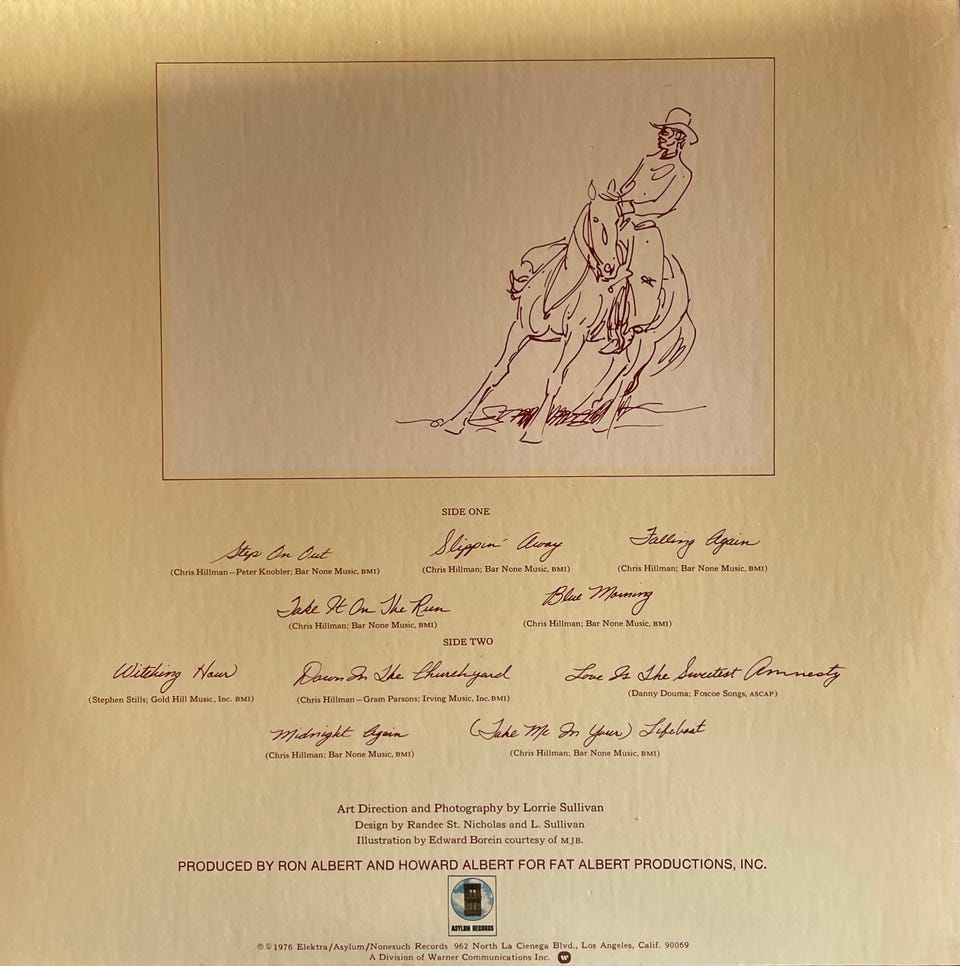 SIDE ONE
Step On Out Slippin' Away Falling Again
(Chris Hillman—Peter Knobler; Bar None Music, BMI) (Chris Hillman; Bar None Music, BMI) (Chris Hillman; Bar None Music, BMI)
Take It On The Run Blue Morning
(Chris Hillman; Bar None Music, BMI) (Chris Hillman; Bar None Music, BMI)
SIDE TWO
Witching Hour Down In The Churchyard Love Is The Sweetest Amnesty
(Stephen Stills; Gold Hill Music, Inc. BMI) (Chris Hillman—Gram Parsons; Irving Music, Inc. BMI) (Danny Douma; Foscoe Songs, ASCAP)
Midnight Again (Take Me In Your) Lifeboat
(Chris Hillman; Bar None Music, BMI) (Chris Hillman; Bar None Music, BMI)
Art Direction and Photography by Lorrie Sullivan
Design by Randee St. Nicholas and L. Sullivan
Illustration by Edward Borein courtesy of MJB.
PRODUCED BY RON ALBERT AND HOWARD ALBERT FOR FAT ALBERT PRODUCTIONS, INC.
ASYLUM RECORDS
℗ © 1976 Elektra/Asylum/Nonesuch Records 962 North La Cienega Blvd., Los Angeles, Calif. 90069
A Division of Warner Communications Inc.